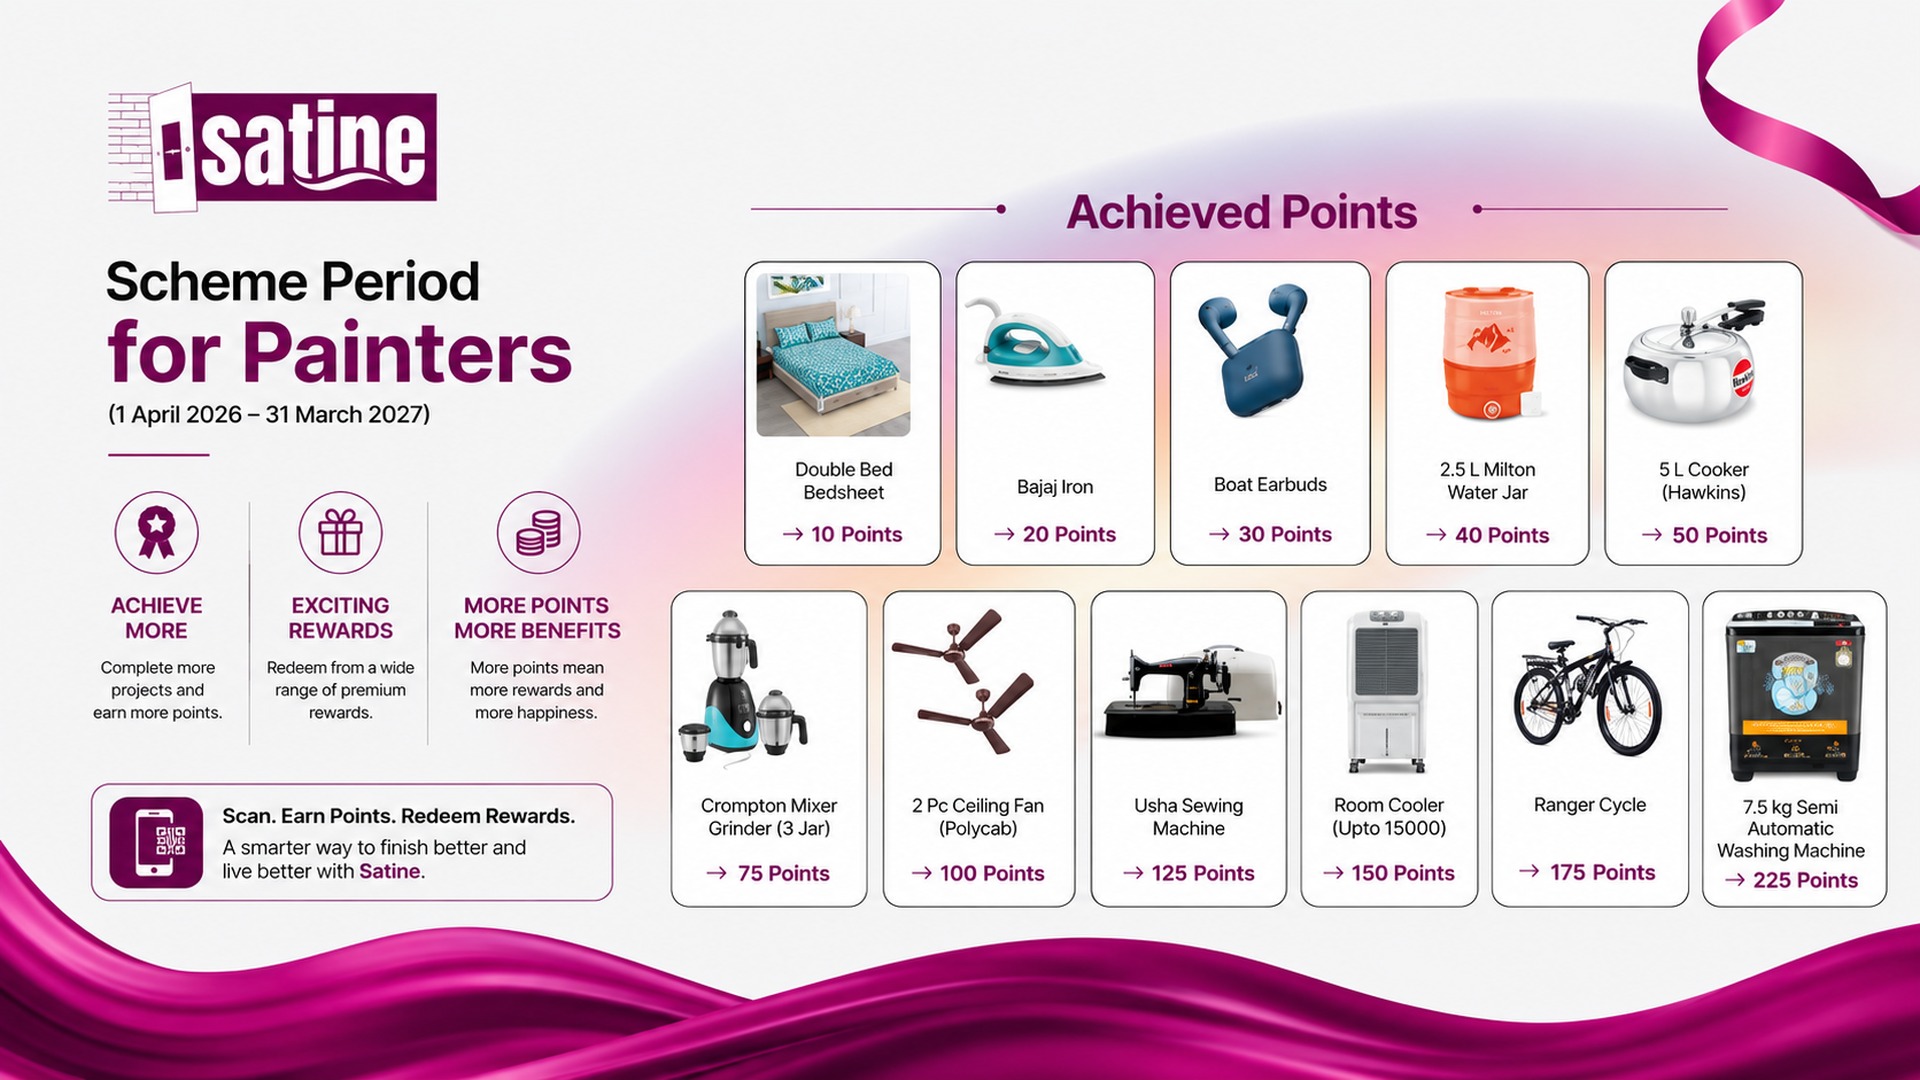 satine
Scheme Period
for Painters
(1 April 2026 – 31 March 2027)
ACHIEVE
MORE
Complete more
projects and
earn more points.
EXCITING
REWARDS
Redeem from a wide
range of premium
rewards.
MORE POINTS
MORE BENEFITS
More points mean
more rewards and
more happiness.
Scan. Earn Points. Redeem Rewards.
A smarter way to finish better and
live better with Satine.
Achieved Points
Double Bed
Bedsheet
→ 10 Points
Bajaj Iron
→ 20 Points
Boat Earbuds
→ 30 Points
MILTON
2.5 L Milton
Water Jar
→ 40 Points
Hawkins
5 L Cooker
(Hawkins)
→ 50 Points
Crompton Mixer
Grinder (3 Jar)
→ 75 Points
2 Pc Ceiling Fan
(Polycab)
→ 100 Points
Usha Sewing
Machine
→ 125 Points
Room Cooler
(Upto 15000)
→ 150 Points
Ranger Cycle
→ 175 Points
7.5 kg Semi
Automatic
Washing Machine
→ 225 Points